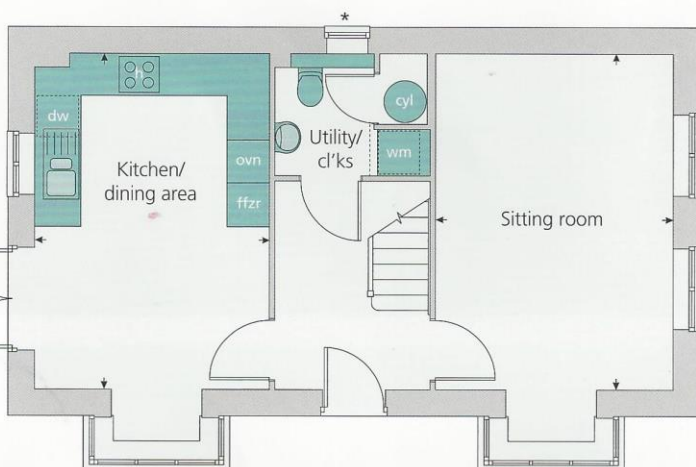 *
h
dw
cyl
Utility/
cl'ks
wm
Kitchen/
dining area
ovn
ffzr
Sitting room